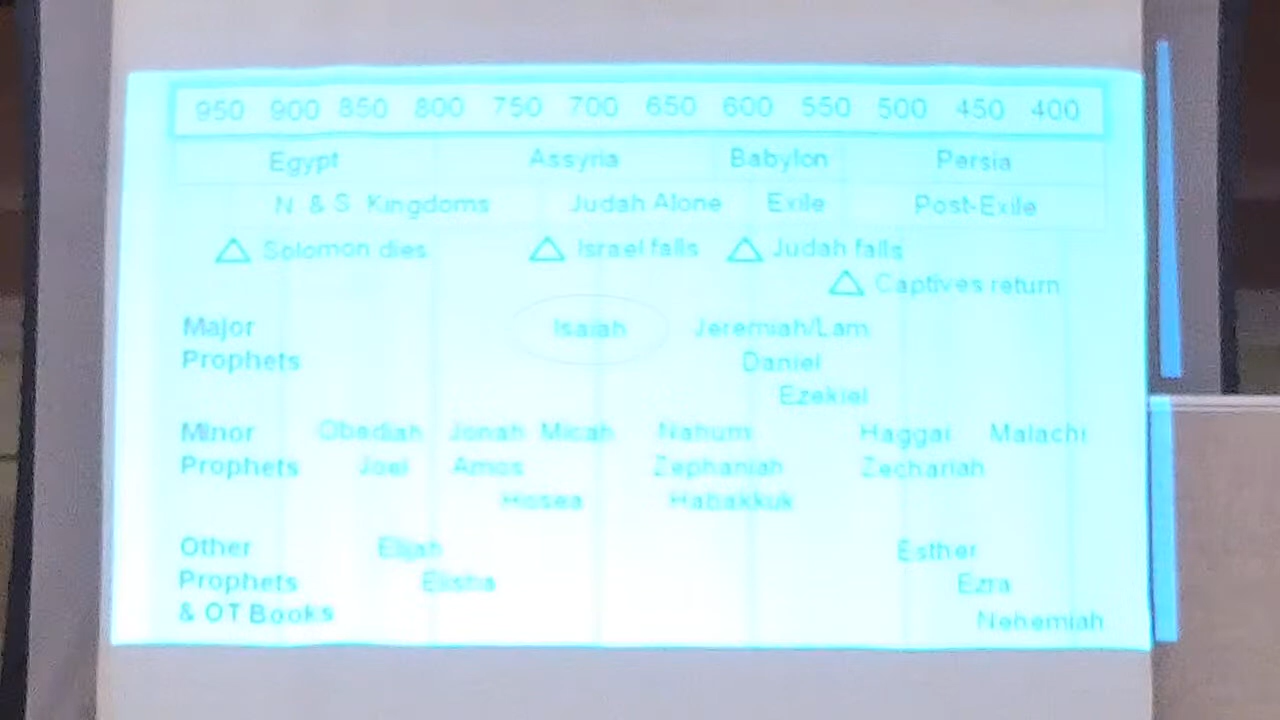 950 900 850 800 750 700 650 600 550 500 450 400
Egypt Assyria Babylon Persia
N. & S. Kingdoms Judah Alone Exile Post-Exile
△ Solomon dies △ Israel falls △ Judah falls
△ Captives return
Major Isaiah Jeremiah/Lam
Prophets Daniel
Ezekiel
Minor Obadiah Jonah Micah Nahum Haggai Malachi
Prophets Joel Amos Zephaniah Zechariah
Hosea Habakkuk
Other Elijah Esther
Prophets Elisha Ezra
& OT Books Nehemiah